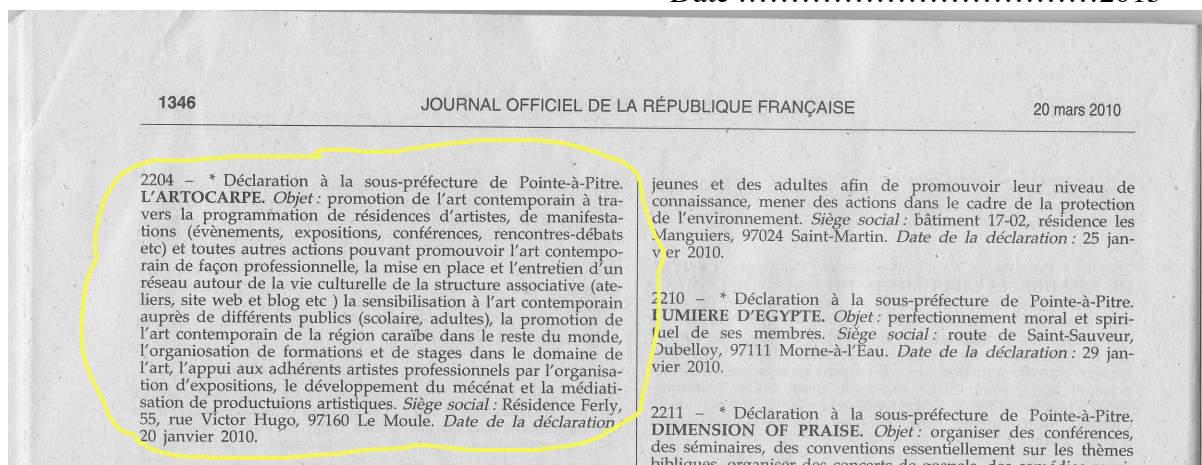 Date ....................................2013
1346
JOURNAL OFFICIEL DE LA RÉPUBLIQUE FRANÇAISE
20 mars 2010
2204 – * Déclaration à la sous-préfecture de Pointe-à-Pitre.
L'ARTOCARPE. Objet : promotion de l'art contemporain à tra-
vers la programmation de résidences d'artistes, de manifesta-
tions (évènements, expositions, conférences, rencontres-débats
etc) et toutes autres actions pouvant promouvoir l'art contempo-
rain de façon professionnelle, la mise en place et l'entretien d'un
réseau autour de la vie culturelle de la structure associative (ate-
liers, site web et blog etc ) la sensibilisation à l'art contemporain
auprès de différents publics (scolaire, adultes), la promotion de
l'art contemporain de la région caraïbe dans le reste du monde,
l'organiosation de formations et de stages dans le domaine de
l'art, l'appui aux adhérents artistes professionnels par l'organisa-
tion d'expositions, le développement du mécénat et la médiati-
sation de productuions artistiques. Siège social : Résidence Ferly,
55, rue Victor Hugo, 97160 Le Moule. Date de la déclaration :
20 janvier 2010.
jeunes et des adultes afin de promouvoir leur niveau de
connaissance, mener des actions dans le cadre de la protection
de l'environnement. Siège social : bâtiment 17-02, résidence les
Manguiers, 97024 Saint-Martin. Date de la déclaration : 25 jan-
vier 2010.
2210 – * Déclaration à la sous-préfecture de Pointe-à-Pitre.
LUMIERE D'EGYPTE. Objet : perfectionnement moral et spiri-
tuel de ses membres. Siège social : route de Saint-Sauveur,
Dubelloy, 97111 Morne-à-l'Eau. Date de la déclaration : 29 jan-
vier 2010.
2211 – * Déclaration à la sous-préfecture de Pointe-à-Pitre.
DIMENSION OF PRAISE. Objet : organiser des conférences,
des séminaires, des conventions essentiellement sur les thèmes
bibliques, organiser des concerts de gospels, des comédies